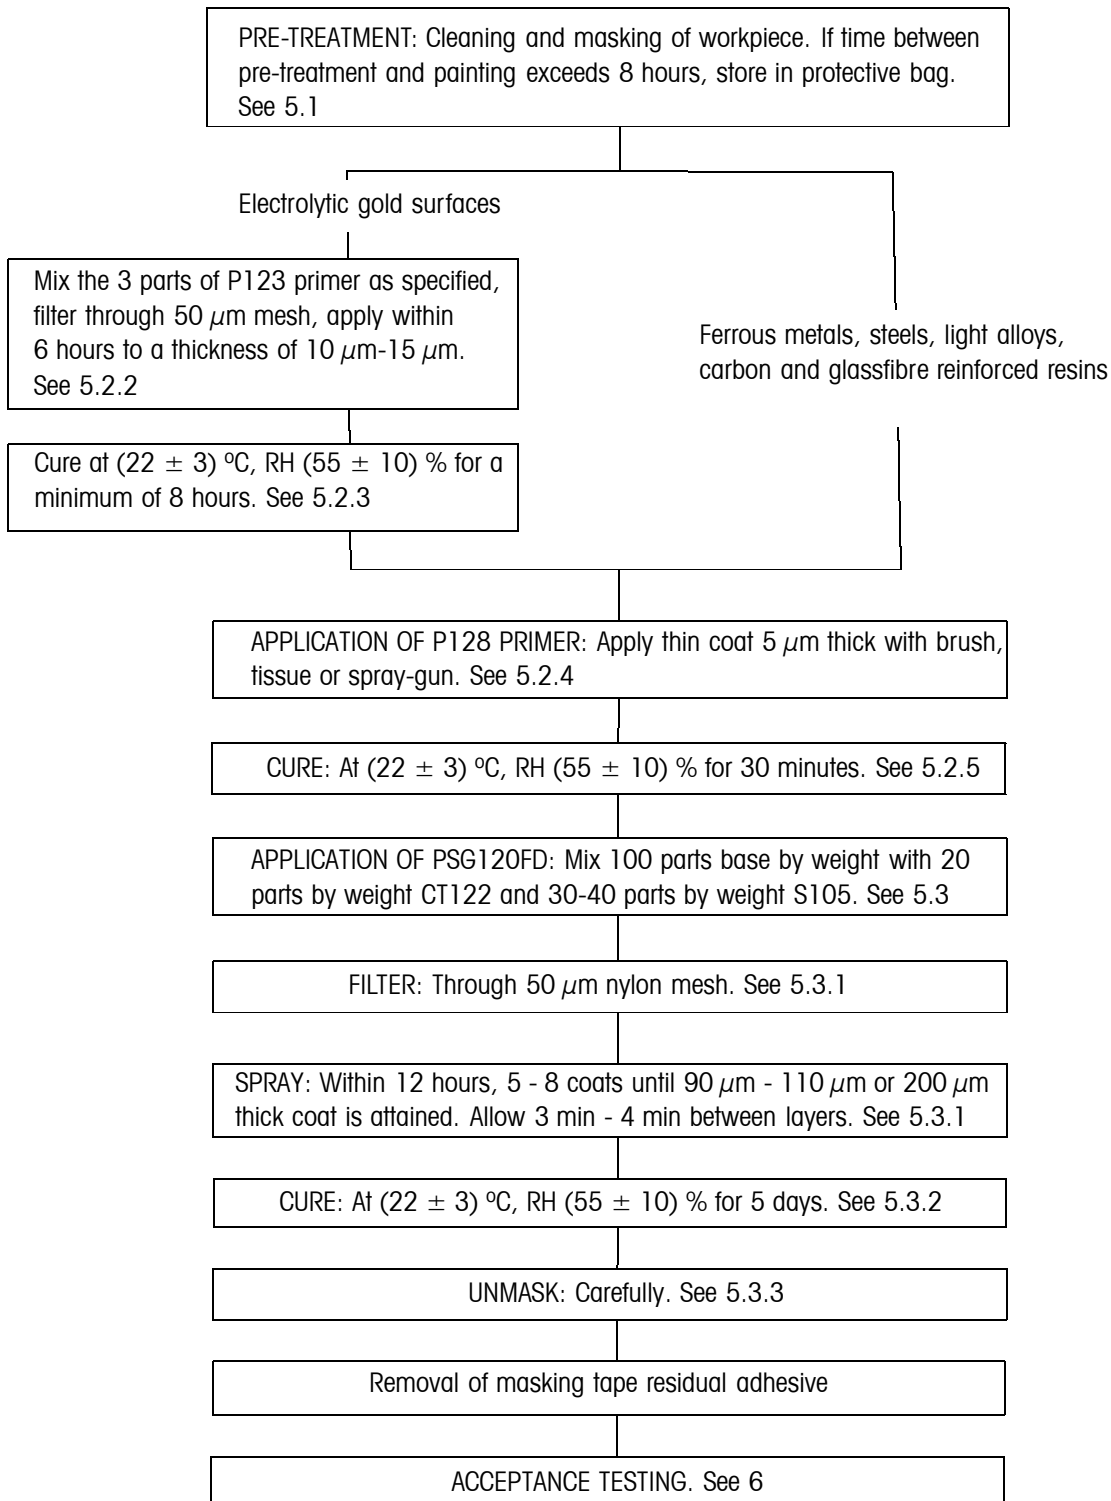 PRE-TREATMENT: Cleaning and masking of workpiece. If time between
pre-treatment and painting exceeds 8 hours, store in protective bag.
See 5.1
Electrolytic gold surfaces
Mix the 3 parts of P123 primer as specified,
filter through 50 μm mesh, apply within
6 hours to a thickness of 10 μm-15 μm.
See 5.2.2
Ferrous metals, steels, light alloys,
carbon and glassfibre reinforced resins
Cure at (22 ± 3) ºC, RH (55 ± 10) % for a
minimum of 8 hours. See 5.2.3
APPLICATION OF P128 PRIMER: Apply thin coat 5 μm thick with brush,
tissue or spray-gun. See 5.2.4
CURE: At (22 ± 3) ºC, RH (55 ± 10) % for 30 minutes. See 5.2.5
APPLICATION OF PSG120FD: Mix 100 parts base by weight with 20
parts by weight CT122 and 30-40 parts by weight S105. See 5.3
FILTER: Through 50 μm nylon mesh. See 5.3.1
SPRAY: Within 12 hours, 5 - 8 coats until 90 μm - 110 μm or 200 μm
thick coat is attained. Allow 3 min - 4 min between layers. See 5.3.1
CURE: At (22 ± 3) ºC, RH (55 ± 10) % for 5 days. See 5.3.2
UNMASK: Carefully. See 5.3.3
Removal of masking tape residual adhesive
ACCEPTANCE TESTING. See 6